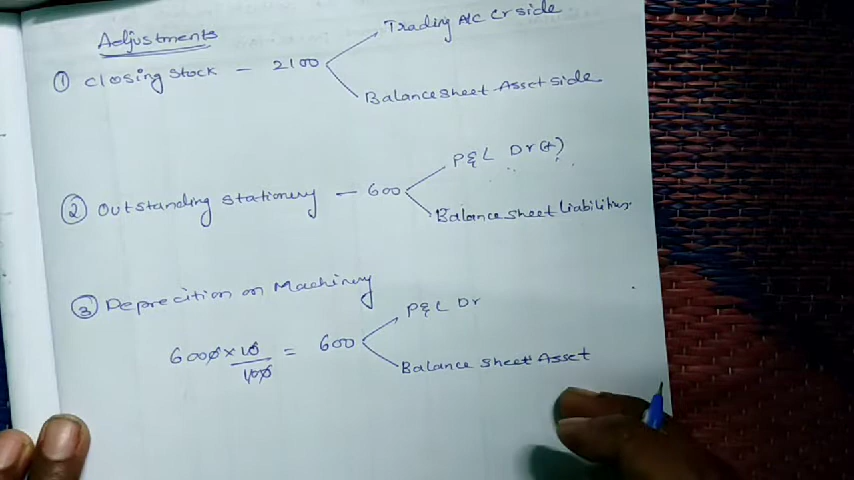 Adjustments
① closing stock - 2100
Trading A/c Cr side
Balance sheet Asset side
② Outstanding stationery - 600
P&L Dr (+)
Balance sheet Liabilities
③ Deprecition on Machinery
6000 × 10/100 = 600
P&L Dr
Balance sheet Asset